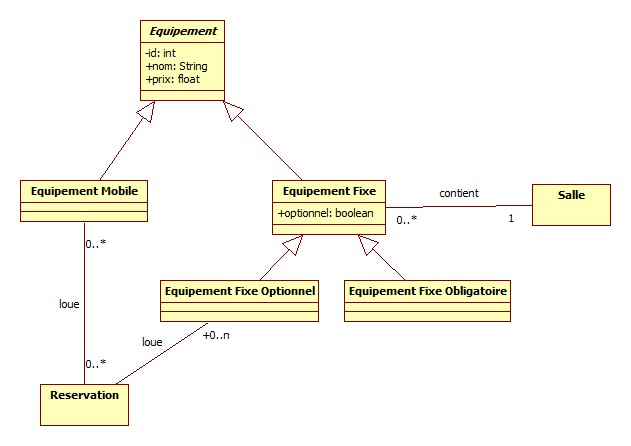 Equipement
-id: int
+nom: String
+prix: float
Equipement Mobile
Equipement Fixe
+optionnel: boolean
contient
0..*
1
Salle
0..*
Equipement Fixe Optionnel
Equipement Fixe Obligatoire
loue
loue
+0..n
0..*
Reservation